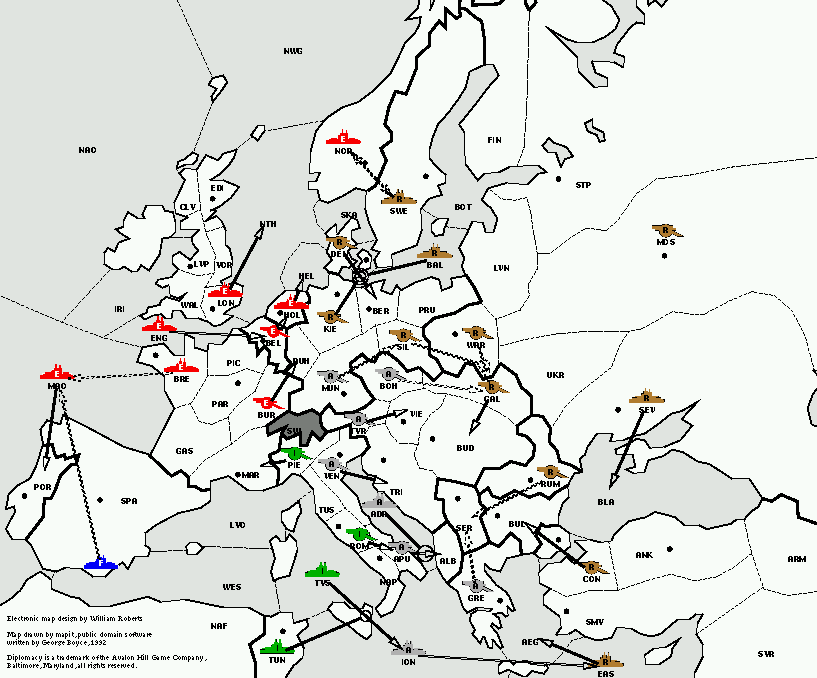 NWG
NAO
FIN
NOR
STP
EDI
CLV
SWE
BOT
SKA
NTH
MOS
DEN
LVP
YOR
BAL
LVN
HEL
IRI
WAL
LON
HOL
BER
PRU
KIE
ENG
BEL
SIL
WAR
PIC
RUH
UKR
BRE
MUN
BOH
GAL
MAO
PAR
BUR
SEV
TYR
VIE
SWI
BUD
GAS
PIE
VEN
RUM
MAR
POR
SPA
TRI
BLA
TUS
ADR
LYO
SER
BUL
ROM
ANK
APU
ALB
ARM
CON
WES
TYS
NAP
GRE
Electronic map design by William Roberts
NAF
SMY
Map drawn by mapit,public domain software
written by George Boyce,1992
AEG
Diplomacy is a trademark of the Avalon Hill Game Company,
Baltimore, Maryland,all rights reserved.
TUN
ION
EAS
SYR